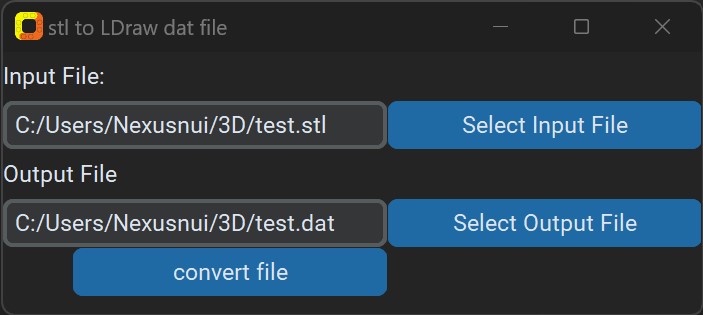 stl to LDraw dat file
Input File:
C:/Users/Nexusnui/3D/test.stl Select Input File
Output File
C:/Users/Nexusnui/3D/test.dat Select Output File
convert file